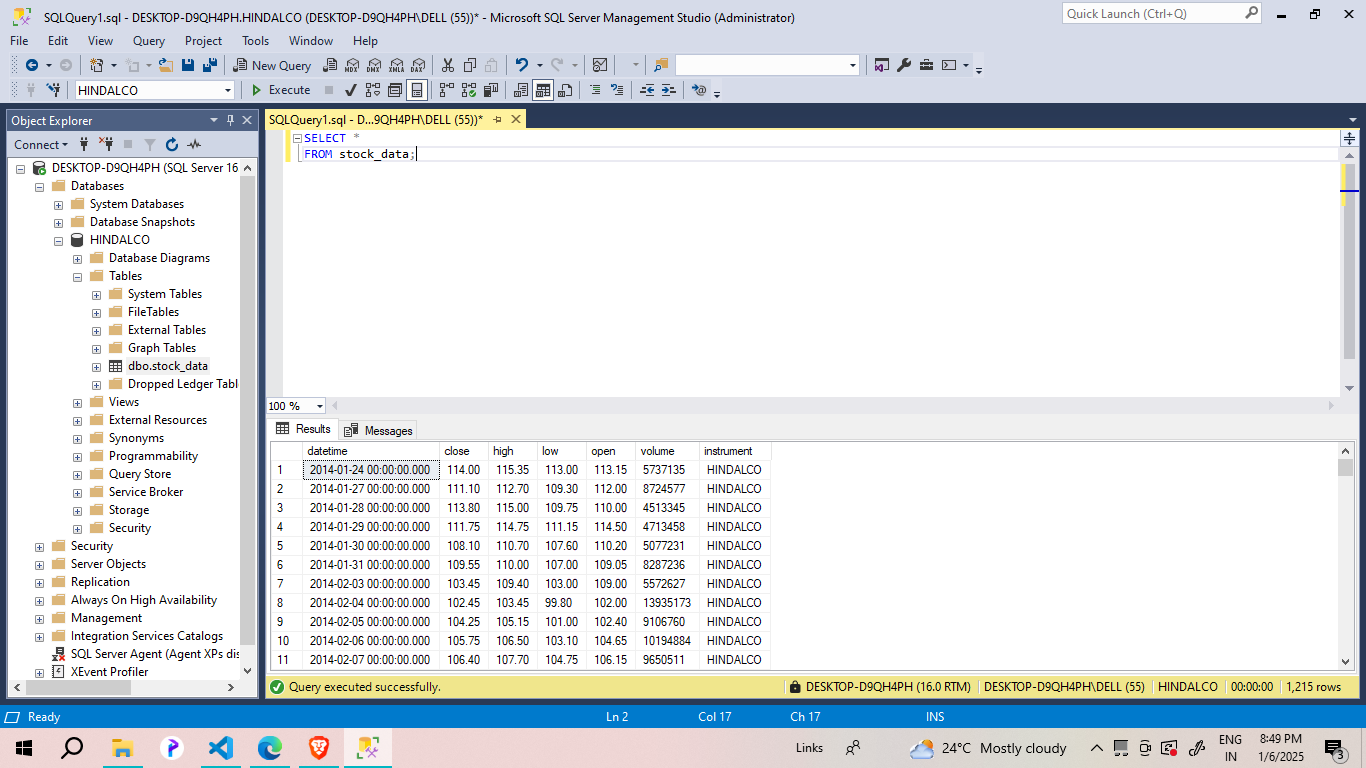 SQLQuery1.sql - DESKTOP-D9QH4PH.HINDALCO (DESKTOP-D9QH4PH\DELL (55))* - Microsoft SQL Server Management Studio (Administrator)
Quick Launch (Ctrl+Q)
File Edit View Query Project Tools Window Help
New Query MDX DMX XMLA DAX
HINDALCO Execute
Object Explorer
SQLQuery1.sql - D...9QH4PH\DELL (55))*
Connect
SELECT *
FROM stock_data;
DESKTOP-D9QH4PH (SQL Server 16
Databases
System Databases
Database Snapshots
HINDALCO
Database Diagrams
Tables
System Tables
FileTables
External Tables
Graph Tables
dbo.stock_data
Dropped Ledger Tabl
Views
External Resources
Synonyms
Programmability
Query Store
Service Broker
Storage
Security
Security
Server Objects
Replication
Always On High Availability
Management
Integration Services Catalogs
SQL Server Agent (Agent XPs dis
XEvent Profiler
100 %
Results Messages
datetime close high low open volume instrument
1 2014-01-24 00:00:00.000 114.00 115.35 113.00 113.15 5737135 HINDALCO
2 2014-01-27 00:00:00.000 111.10 112.70 109.30 112.00 8724577 HINDALCO
3 2014-01-28 00:00:00.000 113.80 115.00 109.75 110.00 4513345 HINDALCO
4 2014-01-29 00:00:00.000 111.75 114.75 111.15 114.50 4713458 HINDALCO
5 2014-01-30 00:00:00.000 108.10 110.70 107.60 110.20 5077231 HINDALCO
6 2014-01-31 00:00:00.000 109.55 110.00 107.00 109.05 8287236 HINDALCO
7 2014-02-03 00:00:00.000 103.45 109.40 103.00 109.00 5572627 HINDALCO
8 2014-02-04 00:00:00.000 102.45 103.45 99.80 102.00 13935173 HINDALCO
9 2014-02-05 00:00:00.000 104.25 105.15 101.00 102.40 9106760 HINDALCO
10 2014-02-06 00:00:00.000 105.75 106.50 103.10 104.65 10194884 HINDALCO
11 2014-02-07 00:00:00.000 106.40 107.70 104.75 106.15 9650511 HINDALCO
Query executed successfully. DESKTOP-D9QH4PH (16.0 RTM) DESKTOP-D9QH4PH\DELL (55) HINDALCO 00:00:00 1,215 rows
Ready Ln 2 Col 17 Ch 17 INS
Links 24°C Mostly cloudy
ENG
IN
8:49 PM
1/6/2025
3